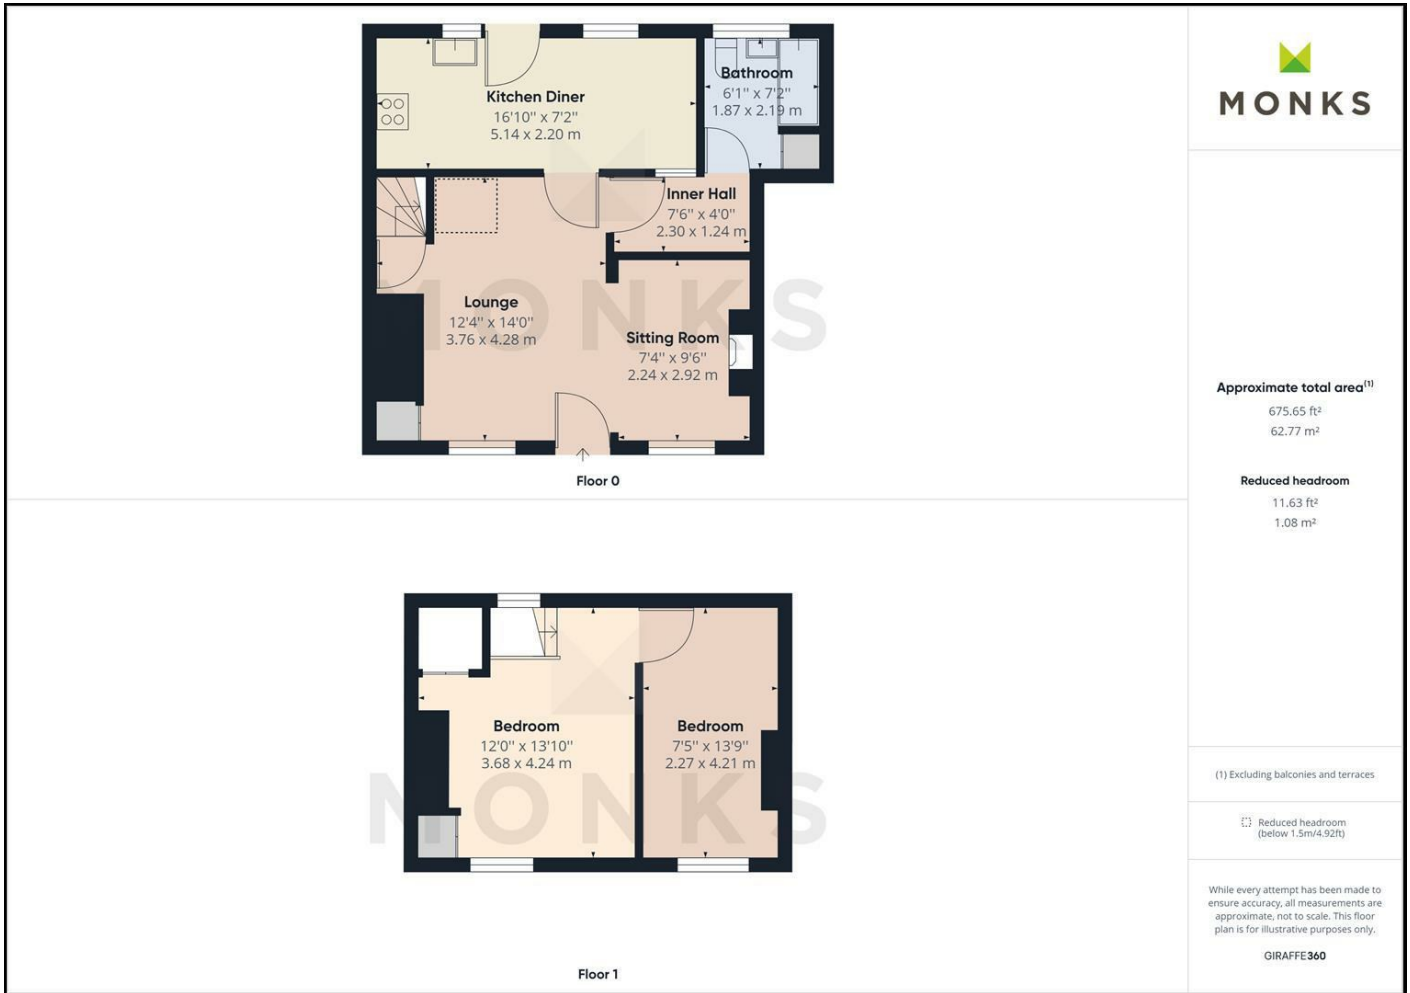 Kitchen Diner
16'10" x 7'2"
5.14 x 2.20 m
Bathroom
6'1" x 7'2"
1.87 x 2.19 m
Inner Hall
7'6" x 4'0"
2.30 x 1.24 m
Lounge
12'4" x 14'0"
3.76 x 4.28 m
Sitting Room
7'4" x 9'6"
2.24 x 2.92 m
MONKS
Floor 0
Bedroom
12'0" x 13'10"
3.68 x 4.24 m
Bedroom
7'5" x 13'9"
2.27 x 4.21 m
MONKS
Floor 1
MONKS
Approximate total area(1)
675.65 ft²
62.77 m²
Reduced headroom
11.63 ft²
1.08 m²
(1) Excluding balconies and terraces
Reduced headroom
(below 1.5m/4.92ft)
While every attempt has been made to
ensure accuracy, all measurements are
approximate, not to scale. This floor
plan is for illustrative purposes only.
GIRAFFE360